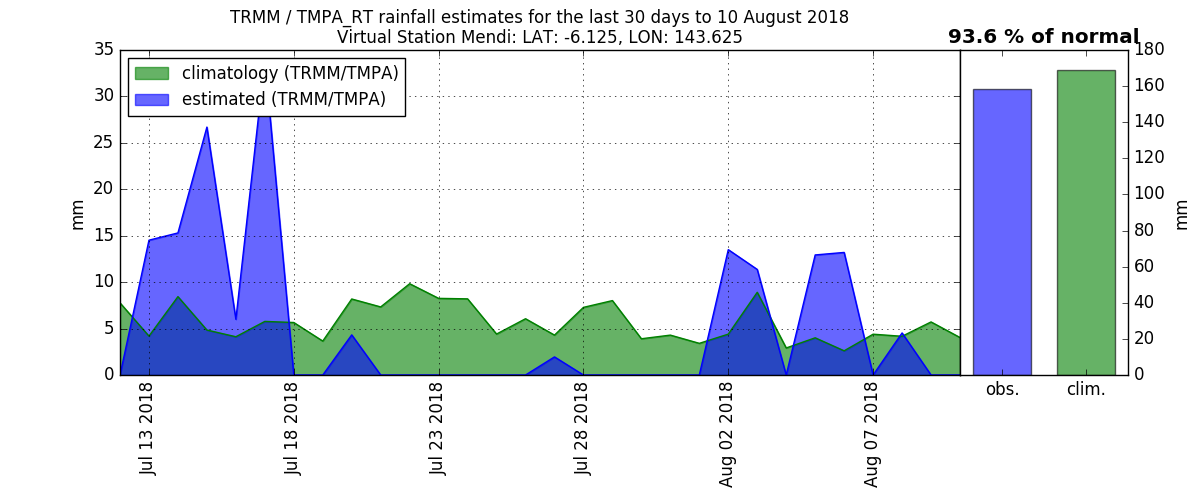 TRMM / TMPA_RT rainfall estimates for the last 30 days to 10 August 2018
Virtual Station Mendi: LAT: -6.125, LON: 143.625
93.6 % of normal
climatology (TRMM/TMPA)
estimated (TRMM/TMPA)
35
30
25
20
15
10
5
0
mm
Jul 13 2018
Jul 18 2018
Jul 23 2018
Jul 28 2018
Aug 02 2018
Aug 07 2018
180
160
140
120
100
80
60
40
20
0
mm
obs.
clim.